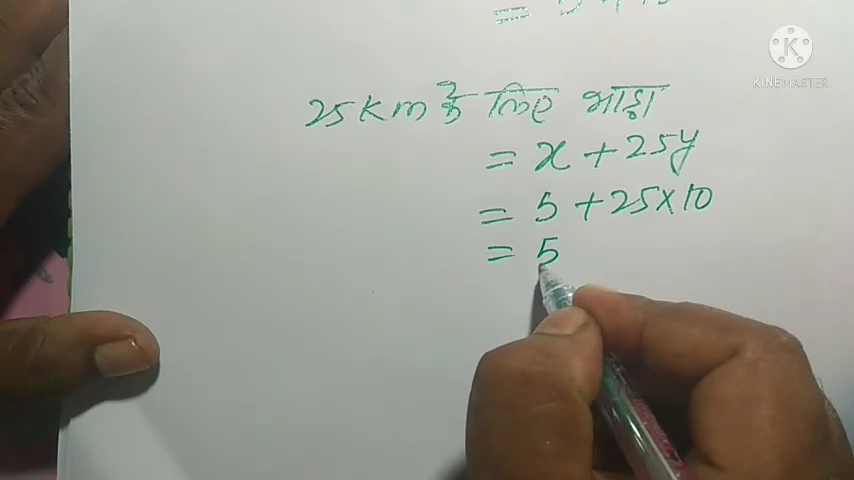 KINEMASTER
25 km के लिए भाड़ा
= x + 25y
= 5 + 25 × 10
= 5